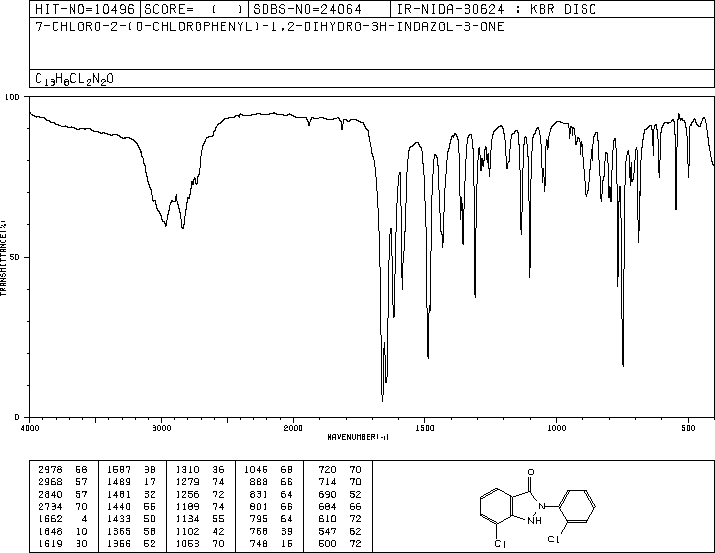 HIT-NO=10496 SCORE= ( ) SDBS-NO=24064 IR-NIDA-30624 : KBR DISC
7-CHLORO-2-(O-CHLOROPHENYL)-1,2-DIHYDRO-3H-INDAZOL-3-ONE
C13H8CL2N2O
100
50
0
TRANSMITTANCE(%)
4000 3000 2000 1500 1000 500
WAVENUMBER(-1)
2978 66 1587 38 1310 36 1046 68 720 70
2968 57 1489 17 1279 74 888 66 714 70
2840 57 1481 32 1256 72 831 64 690 52
2734 70 1440 66 1189 74 801 66 684 66
1662 4 1433 50 1134 55 795 64 610 72
1646 10 1365 58 1102 42 768 39 547 62
1619 30 1356 52 1053 70 748 15 500 72
O
N
NH
Cl
Cl